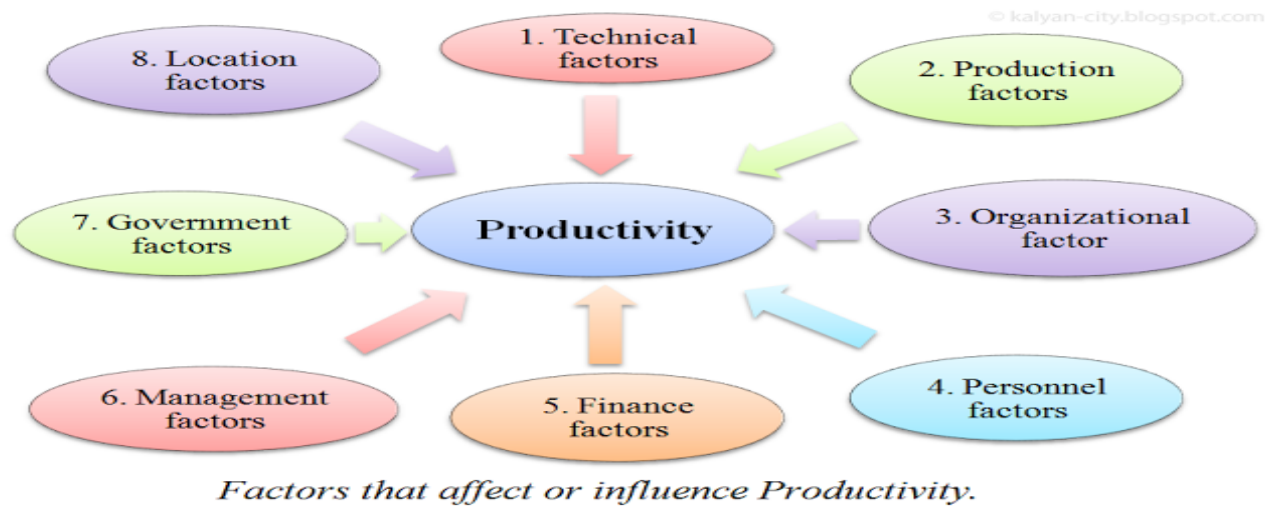 © kalyan-city.blogspot.com
1. Technical
factors
2. Production
factors
3. Organizational
factor
4. Personnel
factors
5. Finance
factors
6. Management
factors
7. Government
factors
8. Location
factors
Productivity
Factors that affect or influence Productivity.